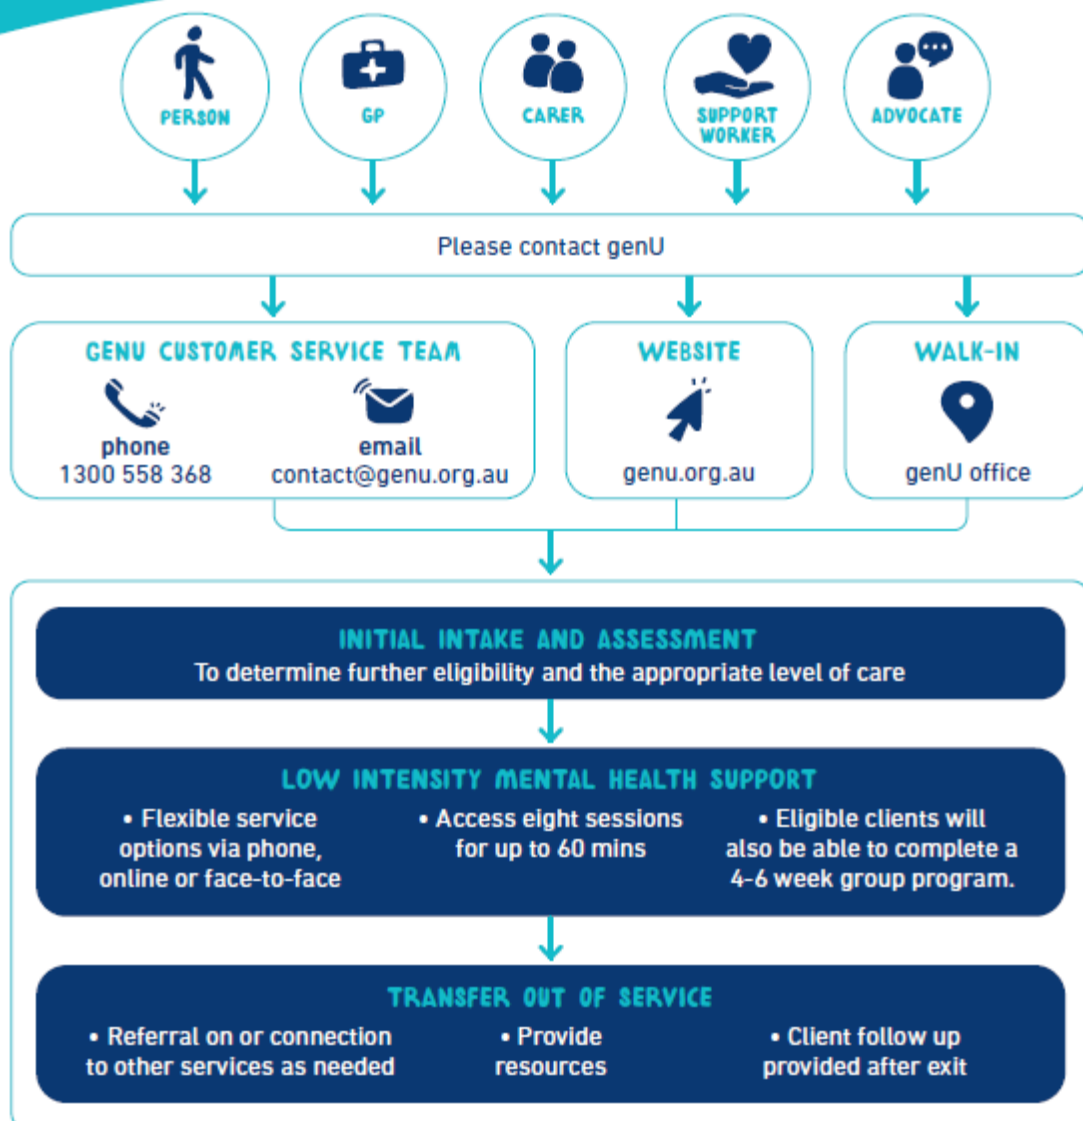 PERSON
GP
CARER
SUPPORT
WORKER
ADVOCATE
Please contact genU
GENU CUSTOMER SERVICE TEAM
phone
1300 558 368
email
contact@genu.org.au
WEBSITE
genu.org.au
WALK-IN
genU office
INITIAL INTAKE AND ASSESSMENT
To determine further eligibility and the appropriate level of care
LOW INTENSITY MENTAL HEALTH SUPPORT
• Flexible service
options via phone,
online or face-to-face
• Access eight sessions
for up to 60 mins
• Eligible clients will
also be able to complete a
4-6 week group program.
TRANSFER OUT OF SERVICE
• Referral on or connection
to other services as needed
• Provide
resources
• Client follow up
provided after exit